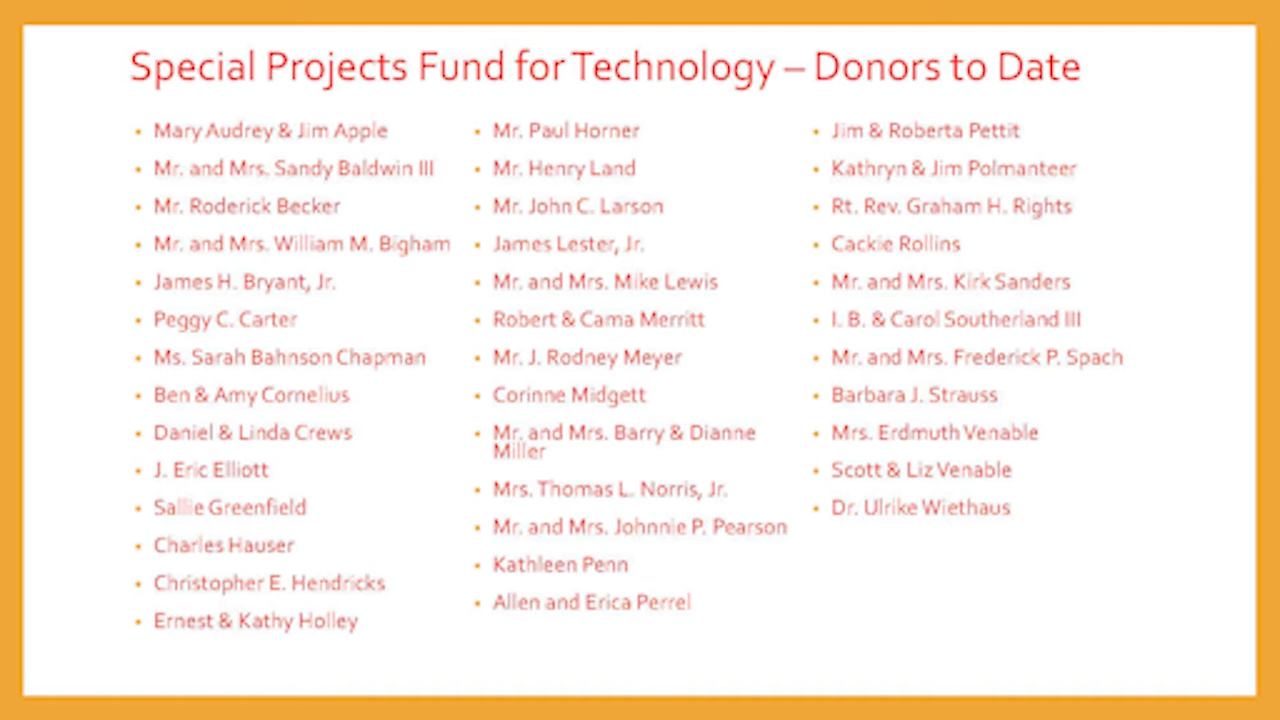 Special Projects Fund for Technology – Donors to Date
• Mary Audrey & Jim Apple
• Mr. and Mrs. Sandy Baldwin III
• Mr. Roderick Becker
• Mr. and Mrs. William M. Bigham
• James H. Bryant, Jr.
• Peggy C. Carter
• Ms. Sarah Bahnson Chapman
• Ben & Amy Cornelius
• Daniel & Linda Crews
• J. Eric Elliott
• Sallie Greenfield
• Charles Hauser
• Christopher E. Hendricks
• Ernest & Kathy Holley
• Mr. Paul Horner
• Mr. Henry Land
• Mr. John C. Larson
• James Lester, Jr.
• Mr. and Mrs. Mike Lewis
• Robert & Cama Merritt
• Mr. J. Rodney Meyer
• Corinne Midgett
• Mr. and Mrs. Barry & Dianne
Miller
• Mrs. Thomas L. Norris, Jr.
• Mr. and Mrs. Johnnie P. Pearson
• Kathleen Penn
• Allen and Erica Perrel
• Jim & Roberta Pettit
• Kathryn & Jim Polmanteer
• Rt. Rev. Graham H. Rights
• Cackie Rollins
• Mr. and Mrs. Kirk Sanders
• I. B. & Carol Southerland III
• Mr. and Mrs. Frederick P. Spach
• Barbara J. Strauss
• Mrs. Erdmuth Venable
• Scott & Liz Venable
• Dr. Ulrike Wiethaus